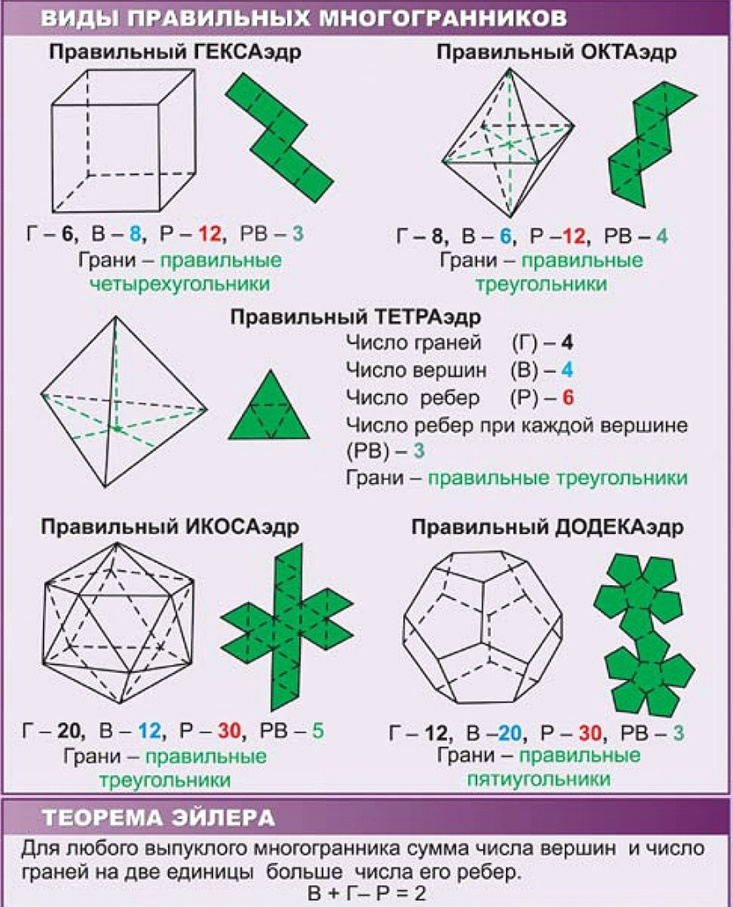 ВИДЫ ПРАВИЛЬНЫХ МНОГОГРАННИКОВ
Правильный ГЕКСАэдр
Г – 6, В – 8, Р – 12, РВ – 3
Грани – правильные
четырехугольники
Правильный ОКТАэдр
Г – 8, В – 6, Р –12, РВ – 4
Грани – правильные
треугольники
Правильный ТЕТРАэдр
Число граней (Г) – 4
Число вершин (В) – 4
Число ребер (Р) – 6
Число ребер при каждой вершине
(РВ) – 3
Грани – правильные треугольники
Правильный ИКОСАэдр
Г – 20, В – 12, Р – 30, РВ – 5
Грани – правильные
треугольники
Правильный ДОДЕКАэдр
Г – 12, В –20, Р – 30, РВ – 3
Грани – правильные
пятиугольники
ТЕОРЕМА ЭЙЛЕРА
Для любого выпуклого многогранника сумма числа вершин и число
граней на две единицы больше числа его ребер.
В + Г– Р = 2